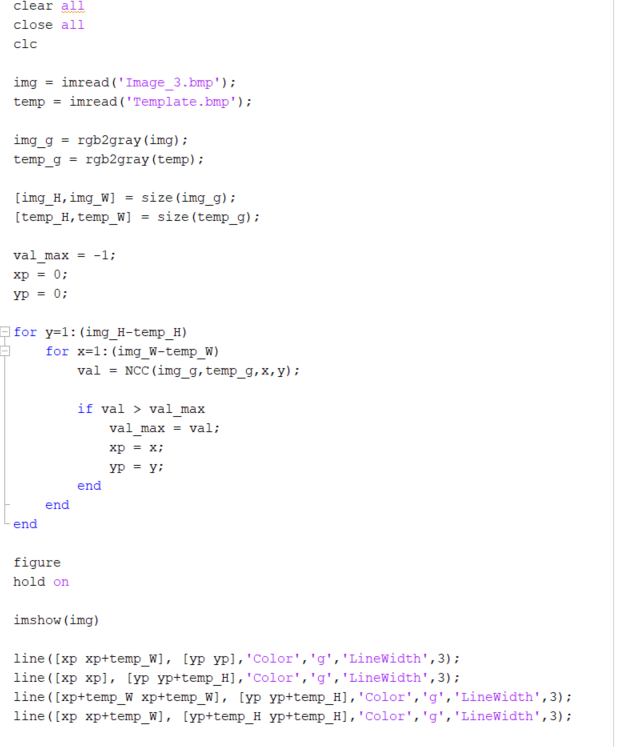 clear all
close all
clc
img = imread('Image_3.bmp');
temp = imread('Template.bmp');
img_g = rgb2gray(img);
temp_g = rgb2gray(temp);
[img_H,img_W] = size(img_g);
[temp_H,temp_W] = size(temp_g);
val_max = -1;
xp = 0;
yp = 0;
for y=1:(img_H-temp_H)
    for x=1:(img_W-temp_W)
        val = NCC(img_g,temp_g,x,y);
        if val > val_max
            val_max = val;
            xp = x;
            yp = y;
        end
    end
end
figure
hold on
imshow(img)
line([xp xp+temp_W], [yp yp],'Color','g','LineWidth',3);
line([xp xp], [yp yp+temp_H],'Color','g','LineWidth',3);
line([xp+temp_W xp+temp_W], [yp yp+temp_H],'Color','g','LineWidth',3);
line([xp xp+temp_W], [yp+temp_H yp+temp_H],'Color','g','LineWidth',3);